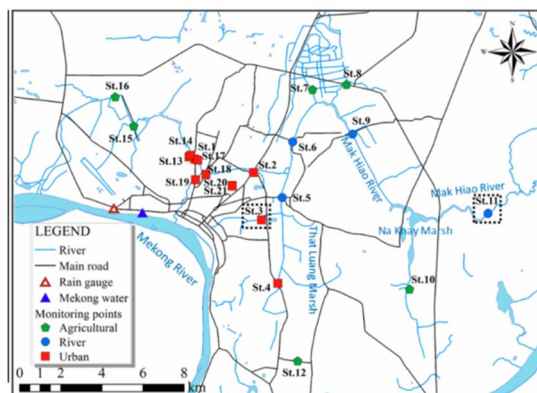 N
W
E
S
St.16
St.7
St.8
St.15
St.14
St.1
St.17
St.13
St.18
St.2
St.6
St.9
St.19
St.20
St.21
St.5
St.3
St.11
Mak Hiao River
Mak Hiao River
Na Khay Marsh
That Luang Marsh
Mekong River
St.4
St.10
St.12
LEGEND
River
Main road
Rain gauge
Mekong water
Monitoring points
Agricultural
River
Urban
0 1 2 4 6 8
km